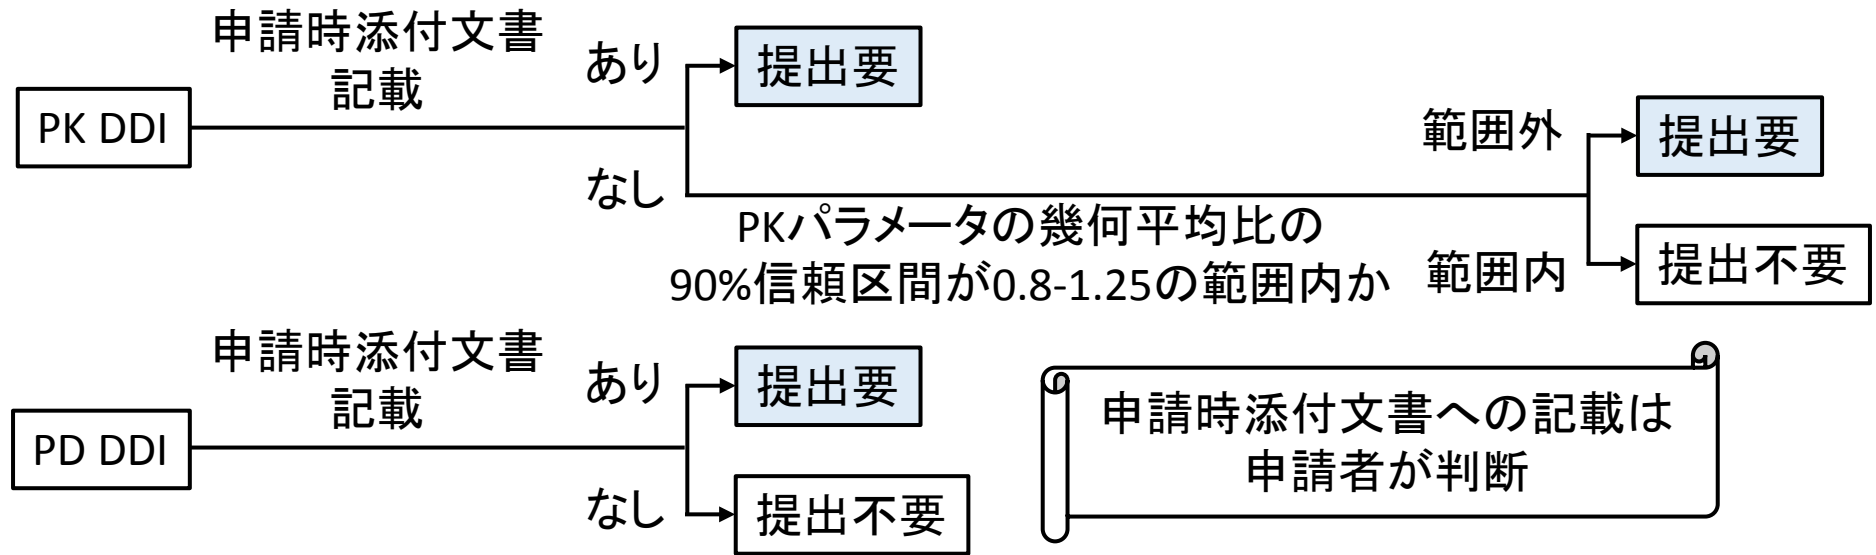 申請時添付文書
記載
PK DDI
あり
提出要
なし
PKパラメータの幾何平均比の
90%信頼区間が0.8-1.25の範囲内か
範囲外
提出要
範囲内
提出不要
申請時添付文書
記載
PD DDI
あり
提出要
なし
提出不要
申請時添付文書への記載は
申請者が判断